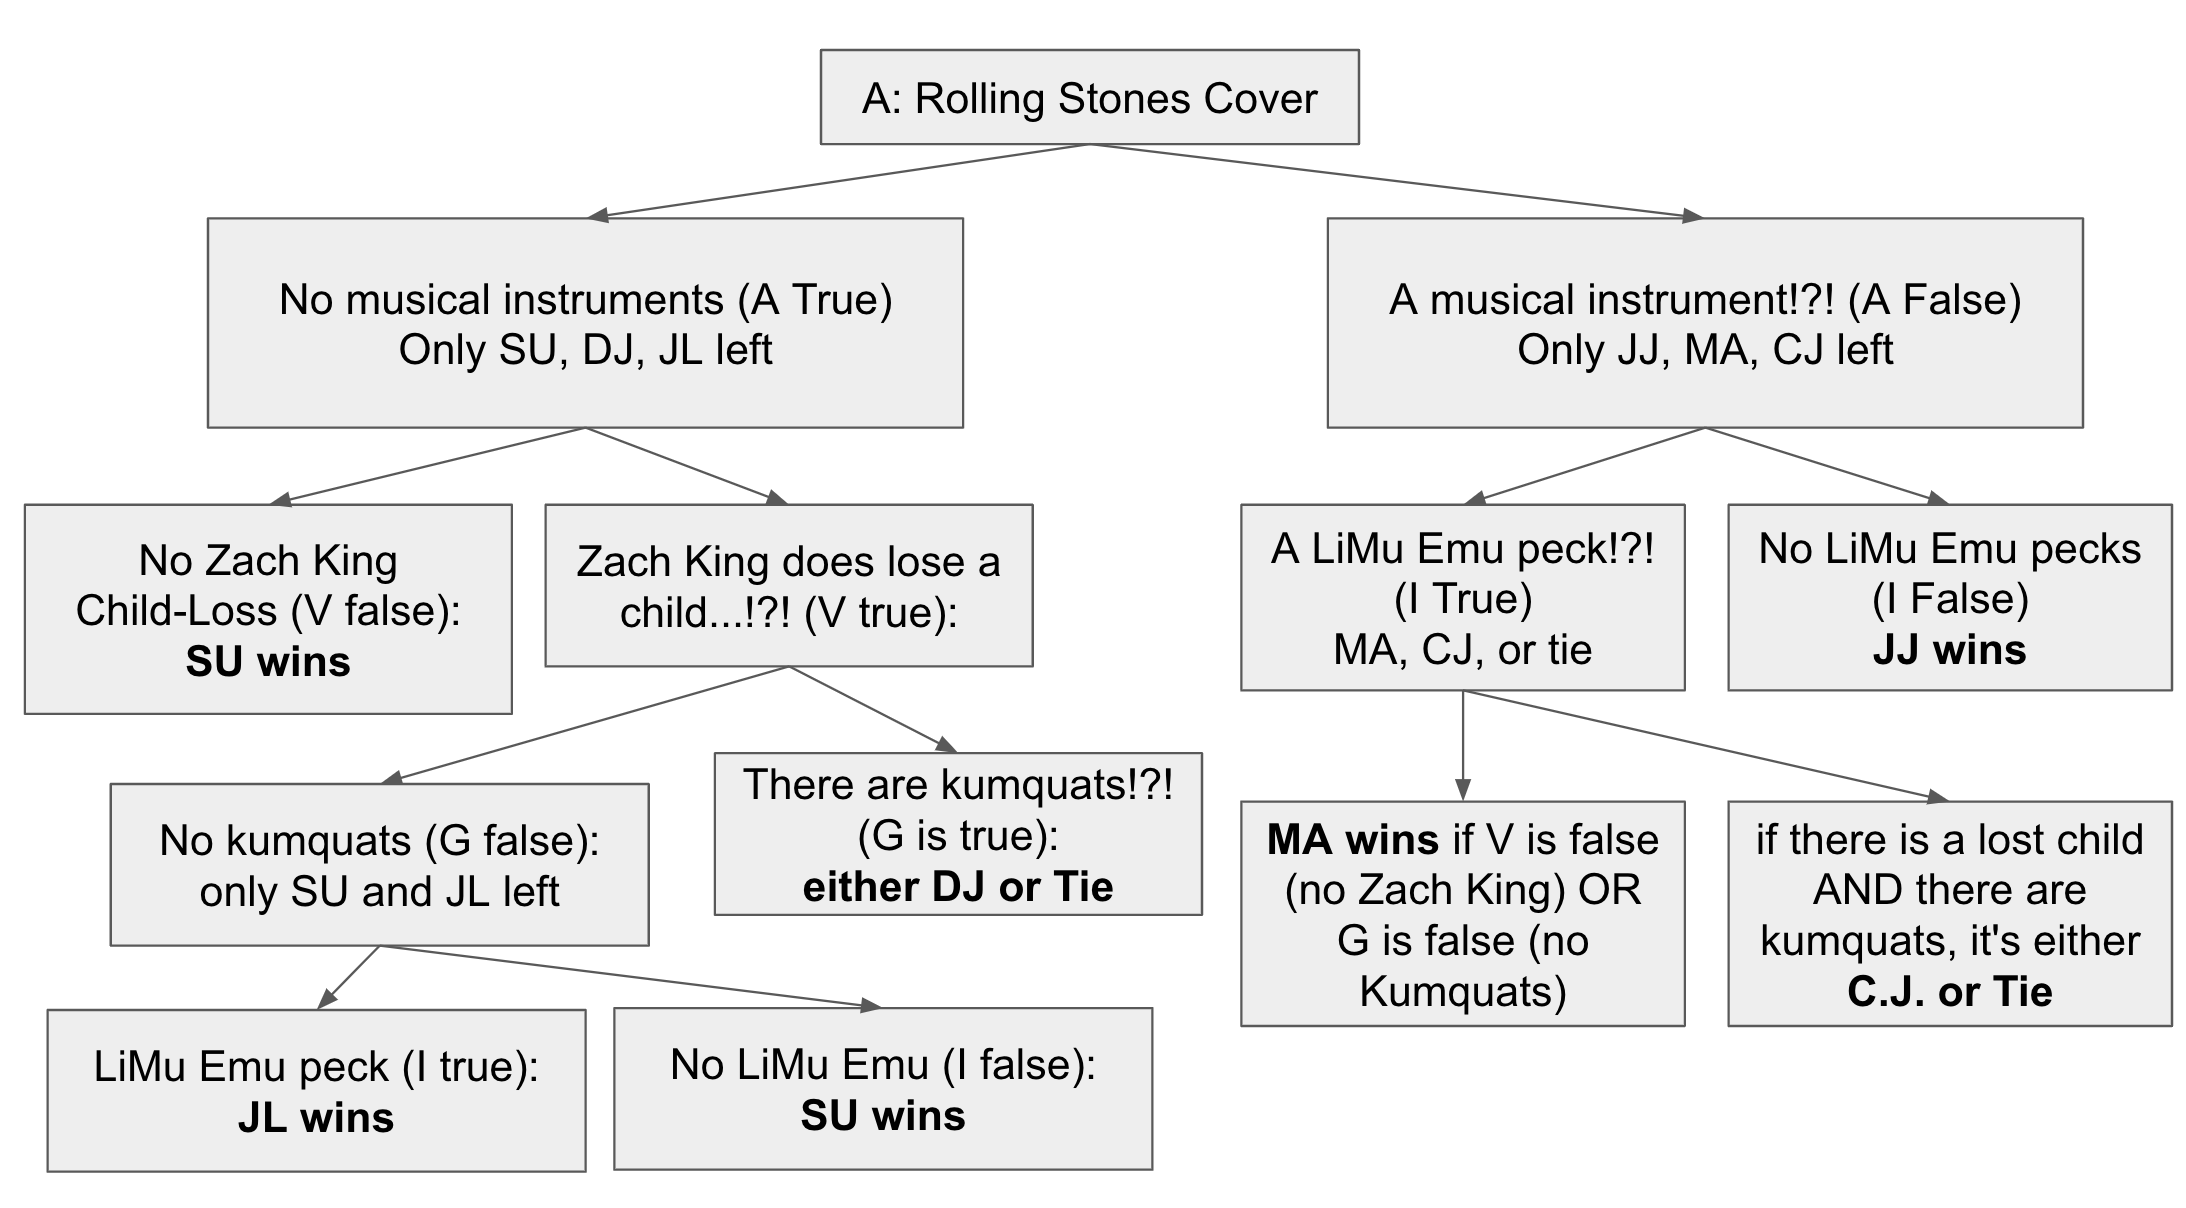 A: Rolling Stones Cover
No musical instruments (A True)
Only SU, DJ, JL left
A musical instrument!?! (A False)
Only JJ, MA, CJ left
No Zach King
Child-Loss (V false):
SU wins
Zach King does lose a
child...!?! (V true):
A LiMu Emu peck!?!
(I True)
MA, CJ, or tie
No LiMu Emu pecks
(I False)
JJ wins
No kumquats (G false):
only SU and JL left
There are kumquats!?!
(G is true):
either DJ or Tie
MA wins if V is false
(no Zach King) OR
G is false (no
Kumquats)
if there is a lost child
AND there are
kumquats, it's either
C.J. or Tie
LiMu Emu peck (I true):
JL wins
No LiMu Emu (I false):
SU wins